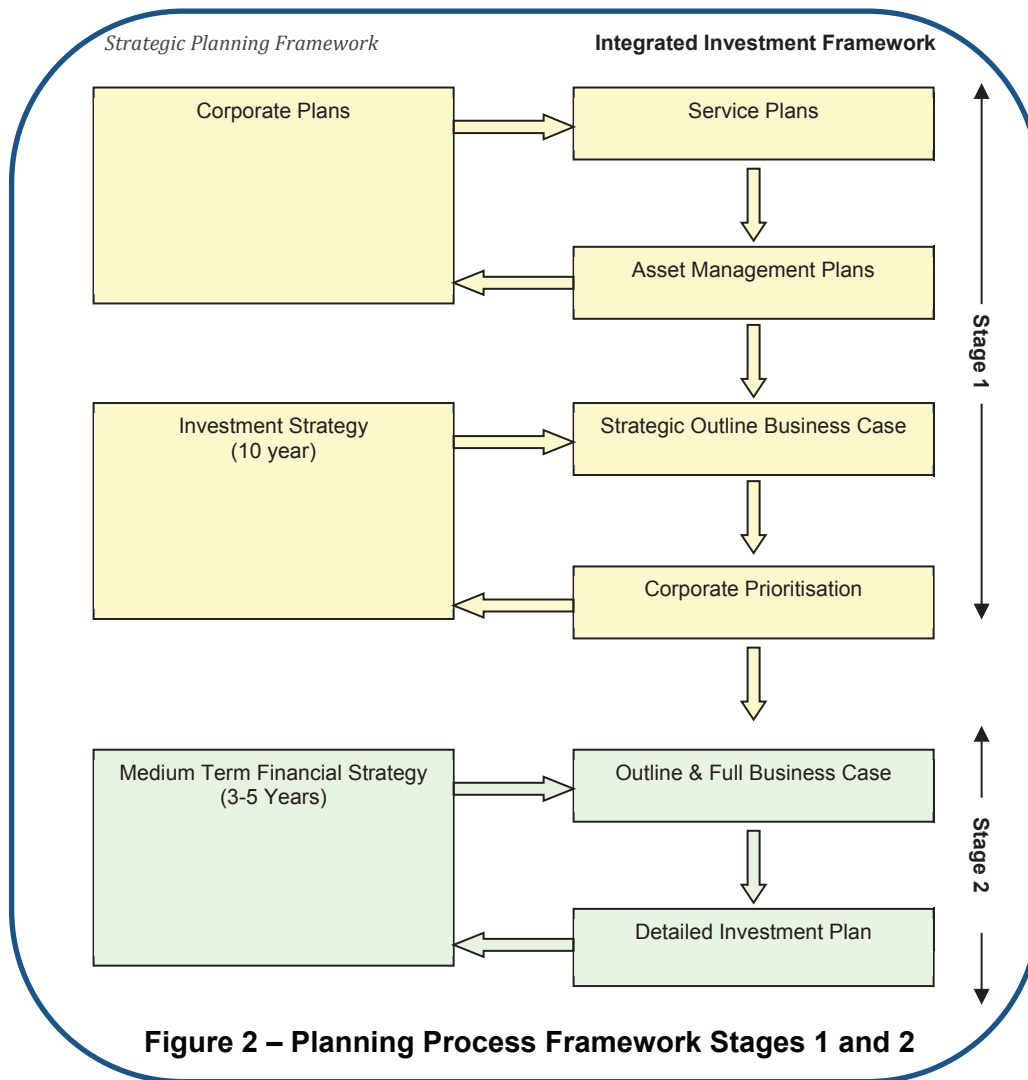 Strategic Planning Framework
Integrated Investment Framework
Corporate Plans
Service Plans
Asset Management Plans
Stage 1
Investment Strategy
(10 year)
Strategic Outline Business Case
Corporate Prioritisation
Medium Term Financial Strategy
(3-5 Years)
Outline & Full Business Case
Stage 2
Detailed Investment Plan
Figure 2 – Planning Process Framework Stages 1 and 2